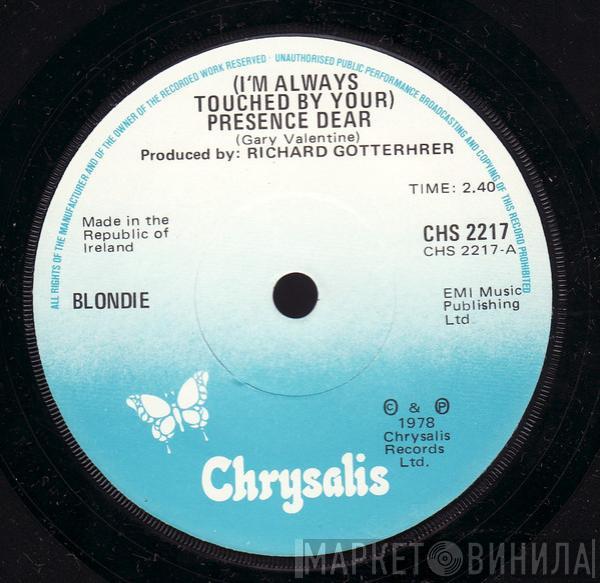 ALL RIGHTS OF THE MANUFACTURER AND OF THE OWNER OF THE RECORDED WORK RESERVED · UNAUTHORISED PUBLIC PERFORMANCE BROADCASTING AND COPYING OF THIS RECORD PROHIBITED
(I'M ALWAYS
TOUCHED BY YOUR)
PRESENCE DEAR
(Gary Valentine)
Produced by: RICHARD GOTTERHRER
TIME: 2.40
Made in the
Republic of
Ireland
CHS 2217
CHS 2217-A
BLONDIE
EMI Music
Publishing
Ltd
© & ℗
1978
Chrysalis
Records
Ltd.
Chrysalis
МАРКЕТ ВИНИЛА